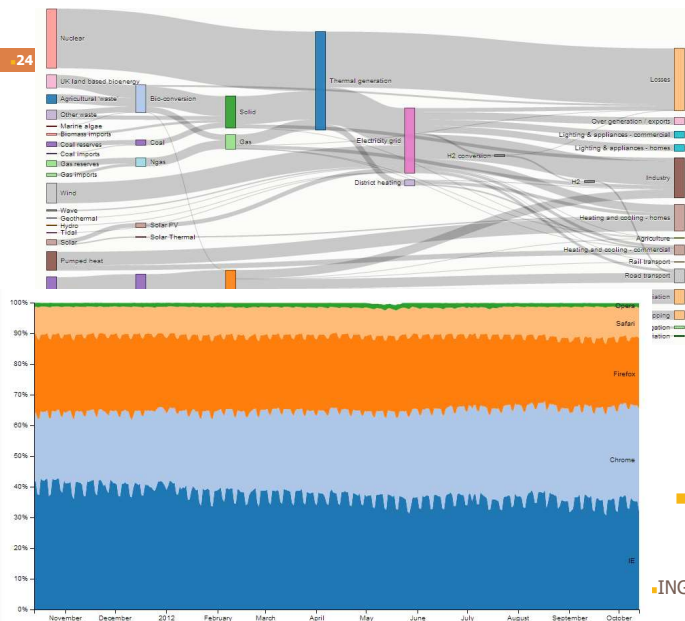 24
Nuclear
UK land based bioenergy
Agricultural waste
Other waste
Marine algae
Biomass imports
Coal reserves
Coal imports
Gas reserves
Gas imports
Wind
Wave
Geothermal
Hydro
Tidal
Solar
Pumped heat
Bio-conversion
Coal
Ngas
Solar PV
Solar Thermal
Solid
Gas
Thermal generation
Electricity grid
District heating
H2 conversion
H2
Losses
Over generation / exports
Lighting & appliances - commercial
Lighting & appliances - homes
Industry
Heating and cooling - homes
Agriculture
Heating and cooling - commercial
Rail transport
Road transport
100%
90%
80%
70%
60%
50%
40%
30%
20%
10%
0%
Opera
Safari
Firefox
Chrome
IE
November December 2012 February March April May June July August September October
ING